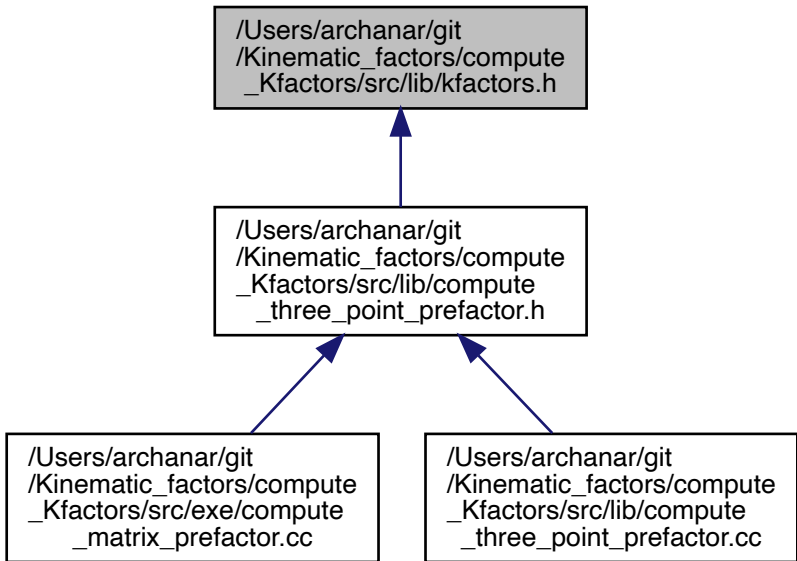 /Users/archanar/git
/Kinematic_factors/compute
_Kfactors/src/lib/kfactors.h
/Users/archanar/git
/Kinematic_factors/compute
_Kfactors/src/lib/compute
_three_point_prefactor.h
/Users/archanar/git
/Kinematic_factors/compute
_Kfactors/src/exe/compute
_matrix_prefactor.cc
/Users/archanar/git
/Kinematic_factors/compute
_Kfactors/src/lib/compute
_three_point_prefactor.cc